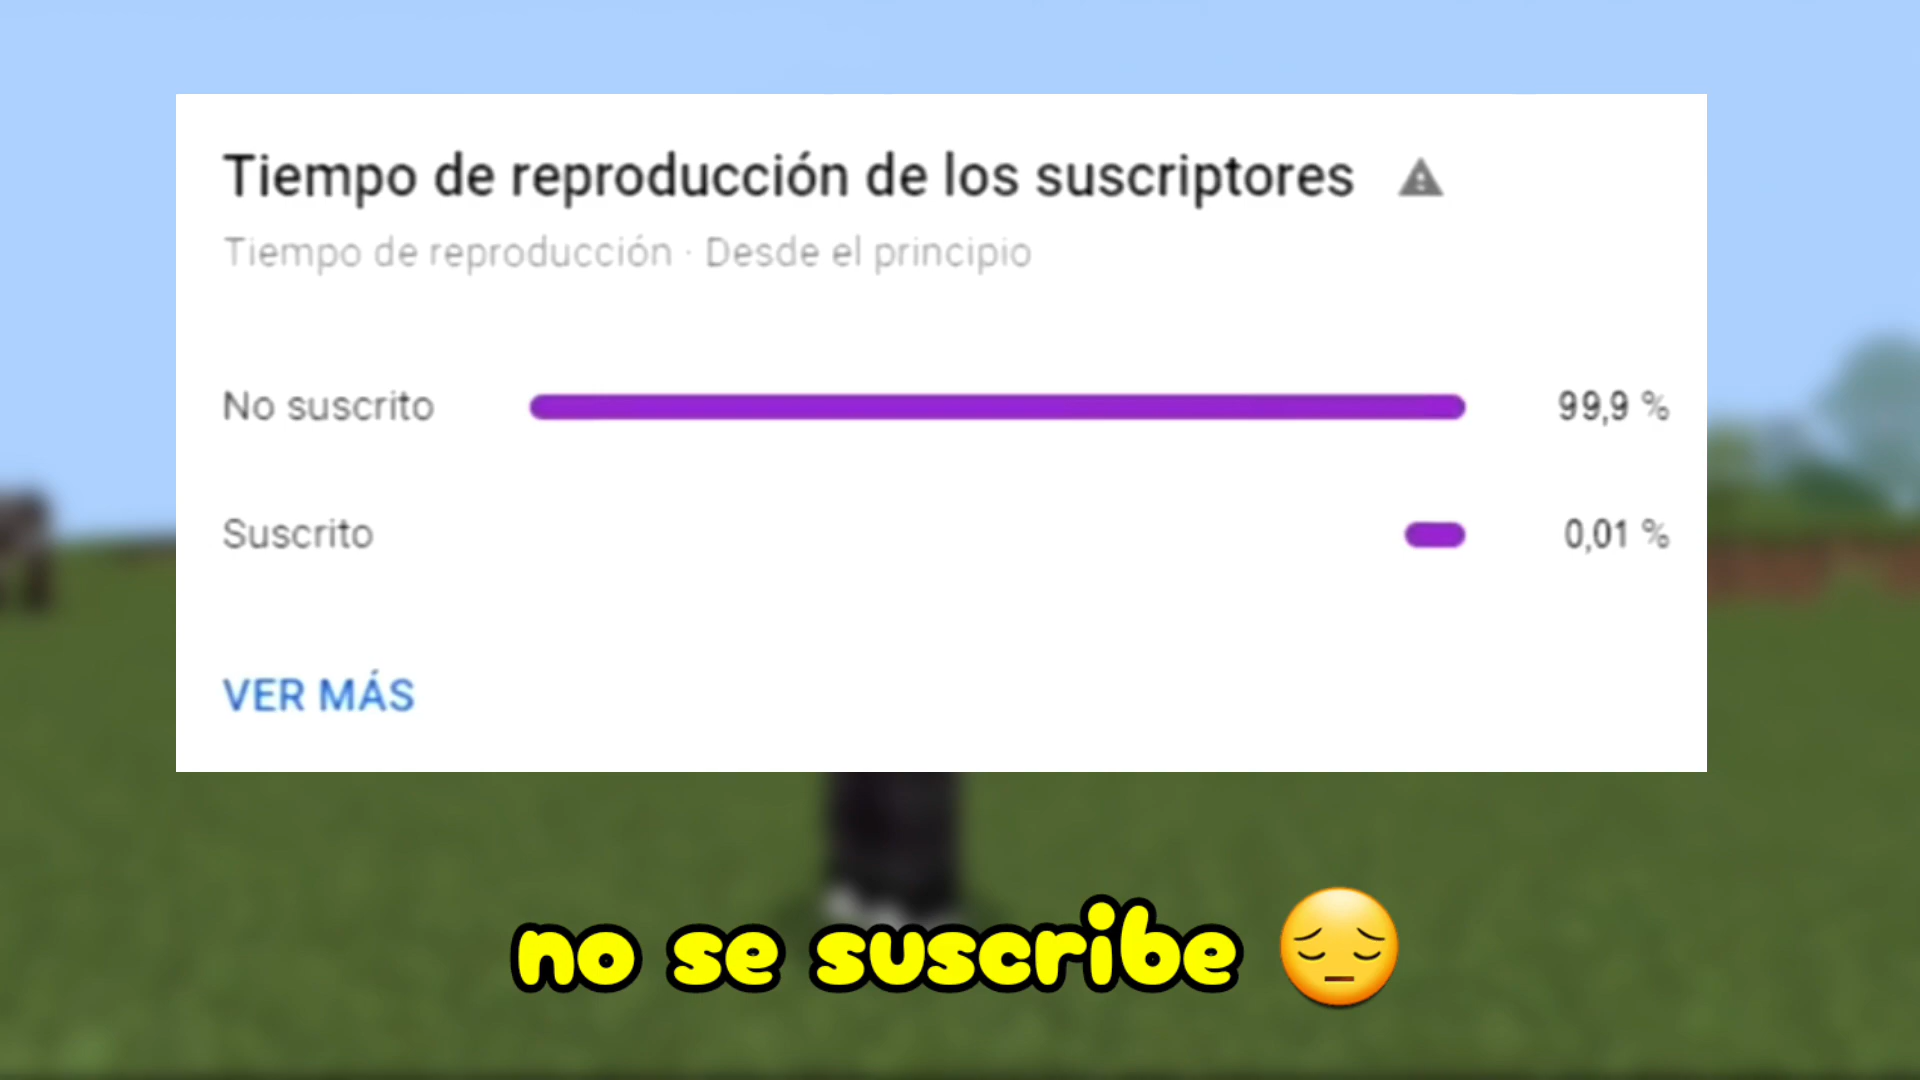 Tiempo de reproducción de los suscriptores
Tiempo de reproducción · Desde el principio
No suscrito 99,9 %
Suscrito 0,01 %
VER MÁS
no se suscribe 😔